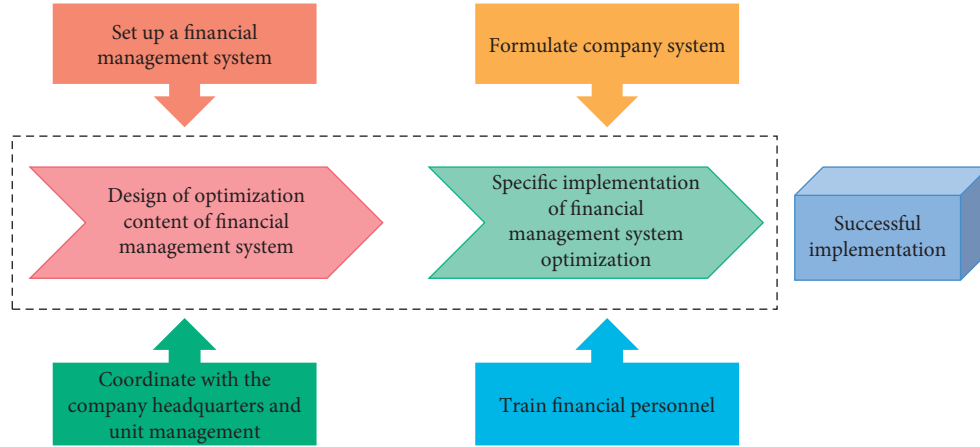 Set up a financial
management system
Formulate company system
Design of optimization
content of financial
management system
Specific implementation
of financial
management system
optimization
Successful
implementation
Coordinate with the
company headquarters and
unit management
Train financial personnel